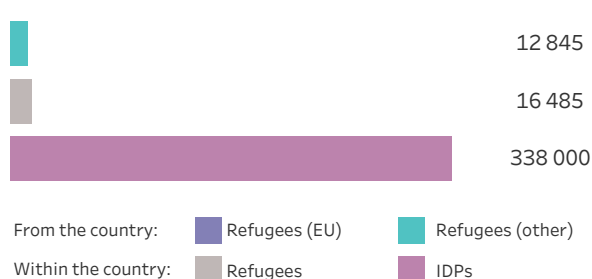 12 845
16 485
338 000
From the country: Refugees (EU) Refugees (other)
Within the country: Refugees IDPs